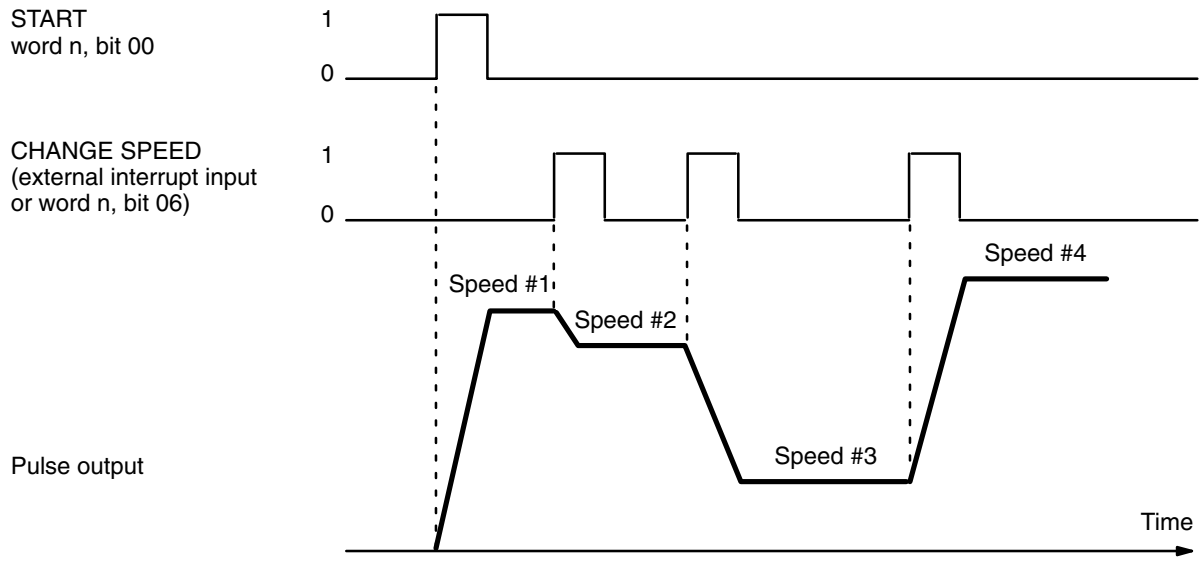 START
word n, bit 00
1
0
CHANGE SPEED
(external interrupt input
or word n, bit 06)
1
0
Speed #1
Speed #2
Speed #3
Speed #4
Pulse output
Time